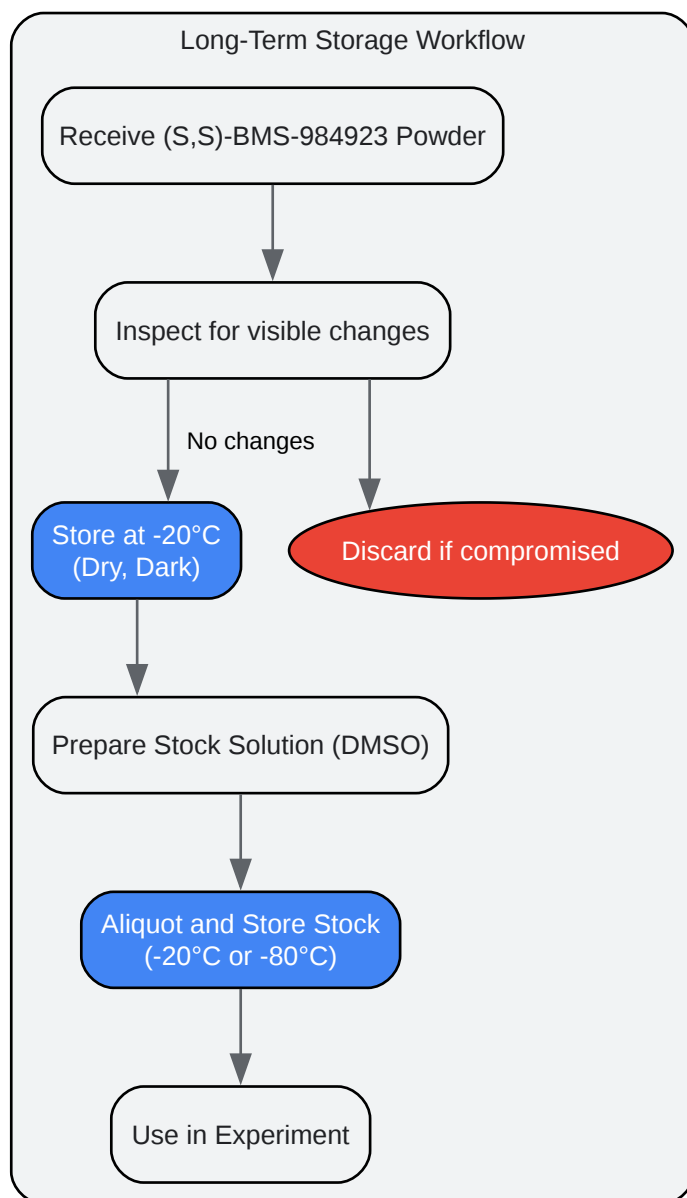 Long-Term Storage Workflow
Receive (S,S)-BMS-984923 Powder
Inspect for visible changes
No changes
Store at -20°C
(Dry, Dark)
Discard if compromised
Prepare Stock Solution (DMSO)
Aliquot and Store Stock
(-20°C or -80°C)
Use in Experiment